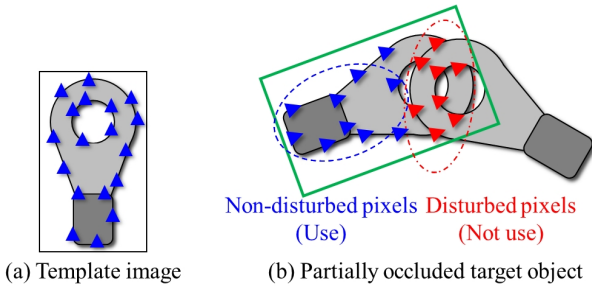 Non-disturbed pixels
(Use)
Disturbed pixels
(Not use)
(a) Template image
(b) Partially occluded target object